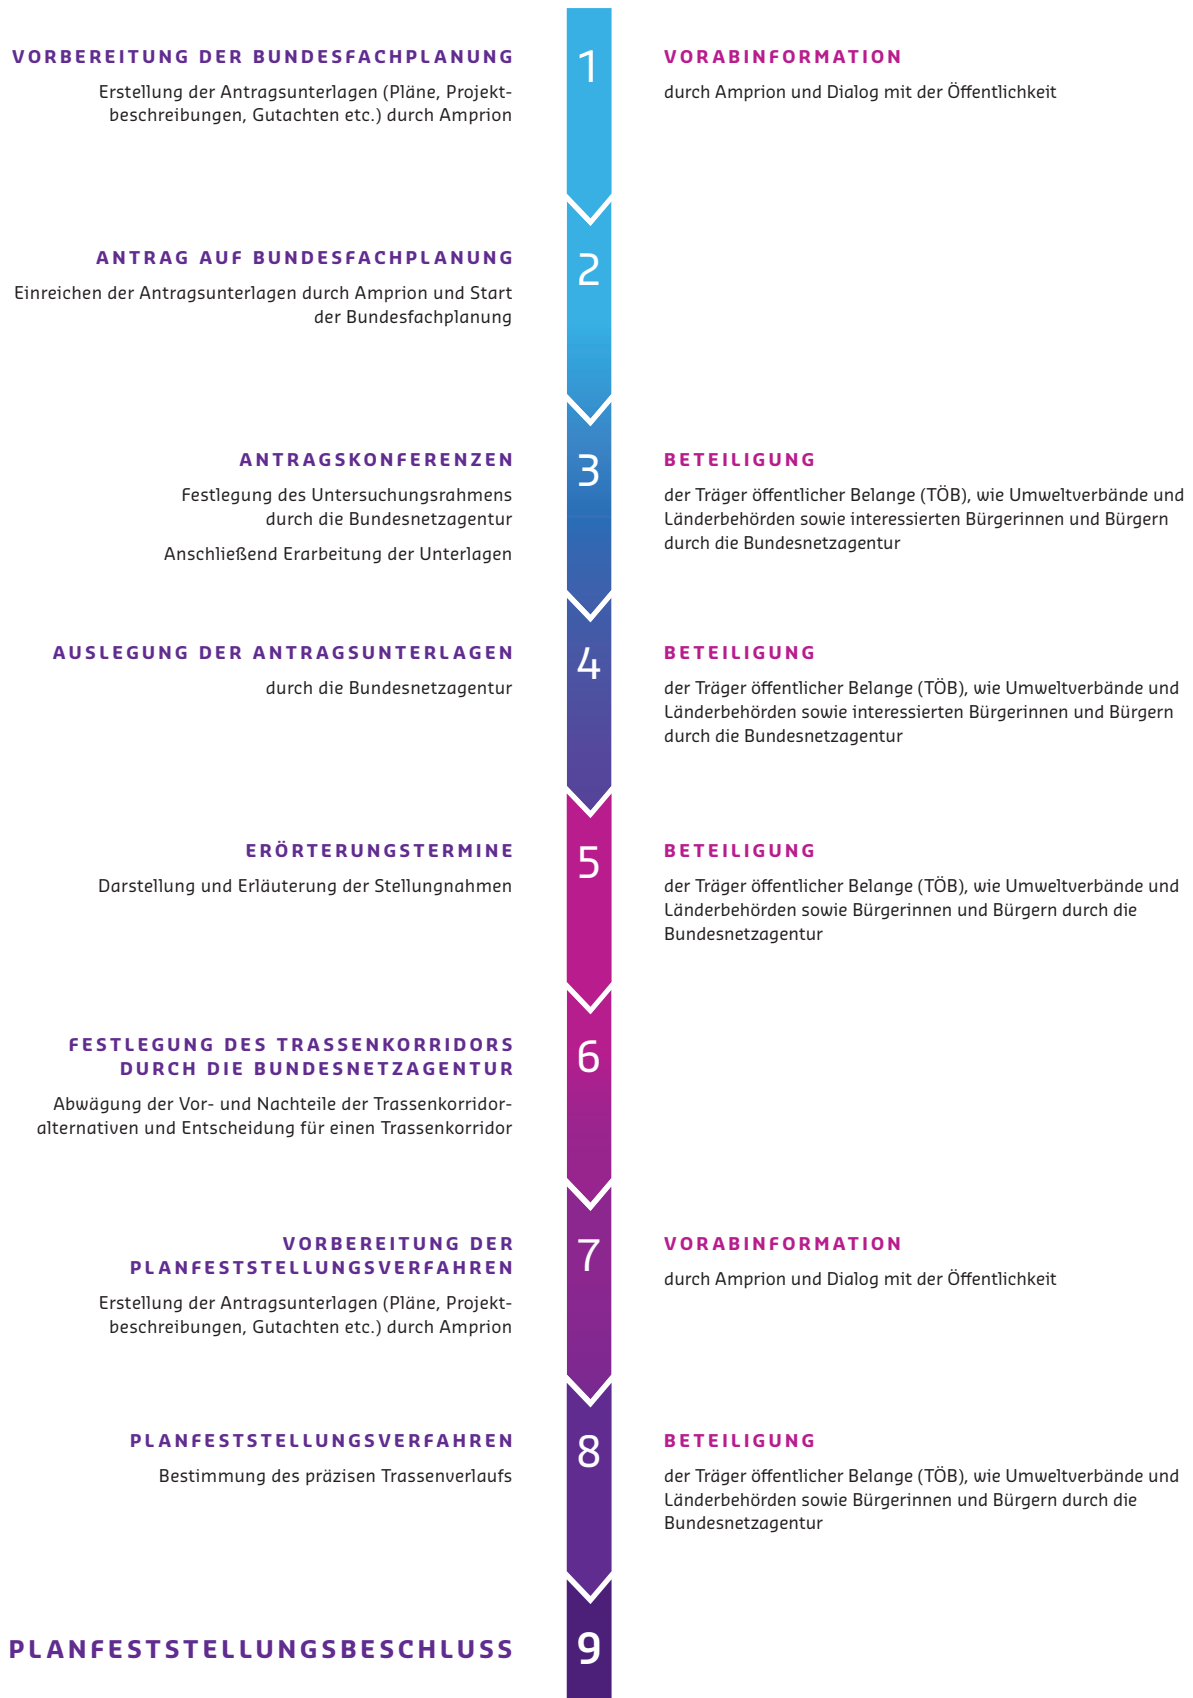 1
VORBEREITUNG DER BUNDESFACHPLANUNG
Erstellung der Antragsunterlagen (Pläne, Projekt-
beschreibungen, Gutachten etc.) durch Amprion
VORABINFORMATION
durch Amprion und Dialog mit der Öffentlichkeit
2
ANTRAG AUF BUNDESFACHPLANUNG
Einreichen der Antragsunterlagen durch Amprion und Start
der Bundesfachplanung
3
ANTRAGSKONFERENZEN
Festlegung des Untersuchungsrahmens
durch die Bundesnetzagentur
Anschließend Erarbeitung der Unterlagen
BETEILIGUNG
der Träger öffentlicher Belange (TÖB), wie Umweltverbände und
Länderbehörden sowie interessierten Bürgerinnen und Bürgern
durch die Bundesnetzagentur
4
AUSLEGUNG DER ANTRAGSUNTERLAGEN
durch die Bundesnetzagentur
BETEILIGUNG
der Träger öffentlicher Belange (TÖB), wie Umweltverbände und
Länderbehörden sowie interessierten Bürgerinnen und Bürgern
durch die Bundesnetzagentur
5
ERÖRTERUNGSTERMINE
Darstellung und Erläuterung der Stellungnahmen
BETEILIGUNG
der Träger öffentlicher Belange (TÖB), wie Umweltverbände und
Länderbehörden sowie Bürgerinnen und Bürgern durch die
Bundesnetzagentur
6
FESTLEGUNG DES TRASSENKORRIDORS
DURCH DIE BUNDESNETZAGENTUR
Abwägung der Vor- und Nachteile der Trassenkorridor-
alternativen und Entscheidung für einen Trassenkorridor
7
VORBEREITUNG DER
PLANFESTSTELLUNGSVERFAHREN
Erstellung der Antragsunterlagen (Pläne, Projekt-
beschreibungen, Gutachten etc.) durch Amprion
VORABINFORMATION
durch Amprion und Dialog mit der Öffentlichkeit
8
PLANFESTSTELLUNGSVERFAHREN
Bestimmung des präzisen Trassenverlaufs
BETEILIGUNG
der Träger öffentlicher Belange (TÖB), wie Umweltverbände und
Länderbehörden sowie Bürgerinnen und Bürgern durch die
Bundesnetzagentur
9
PLANFESTSTELLUNGSBESCHLUSS